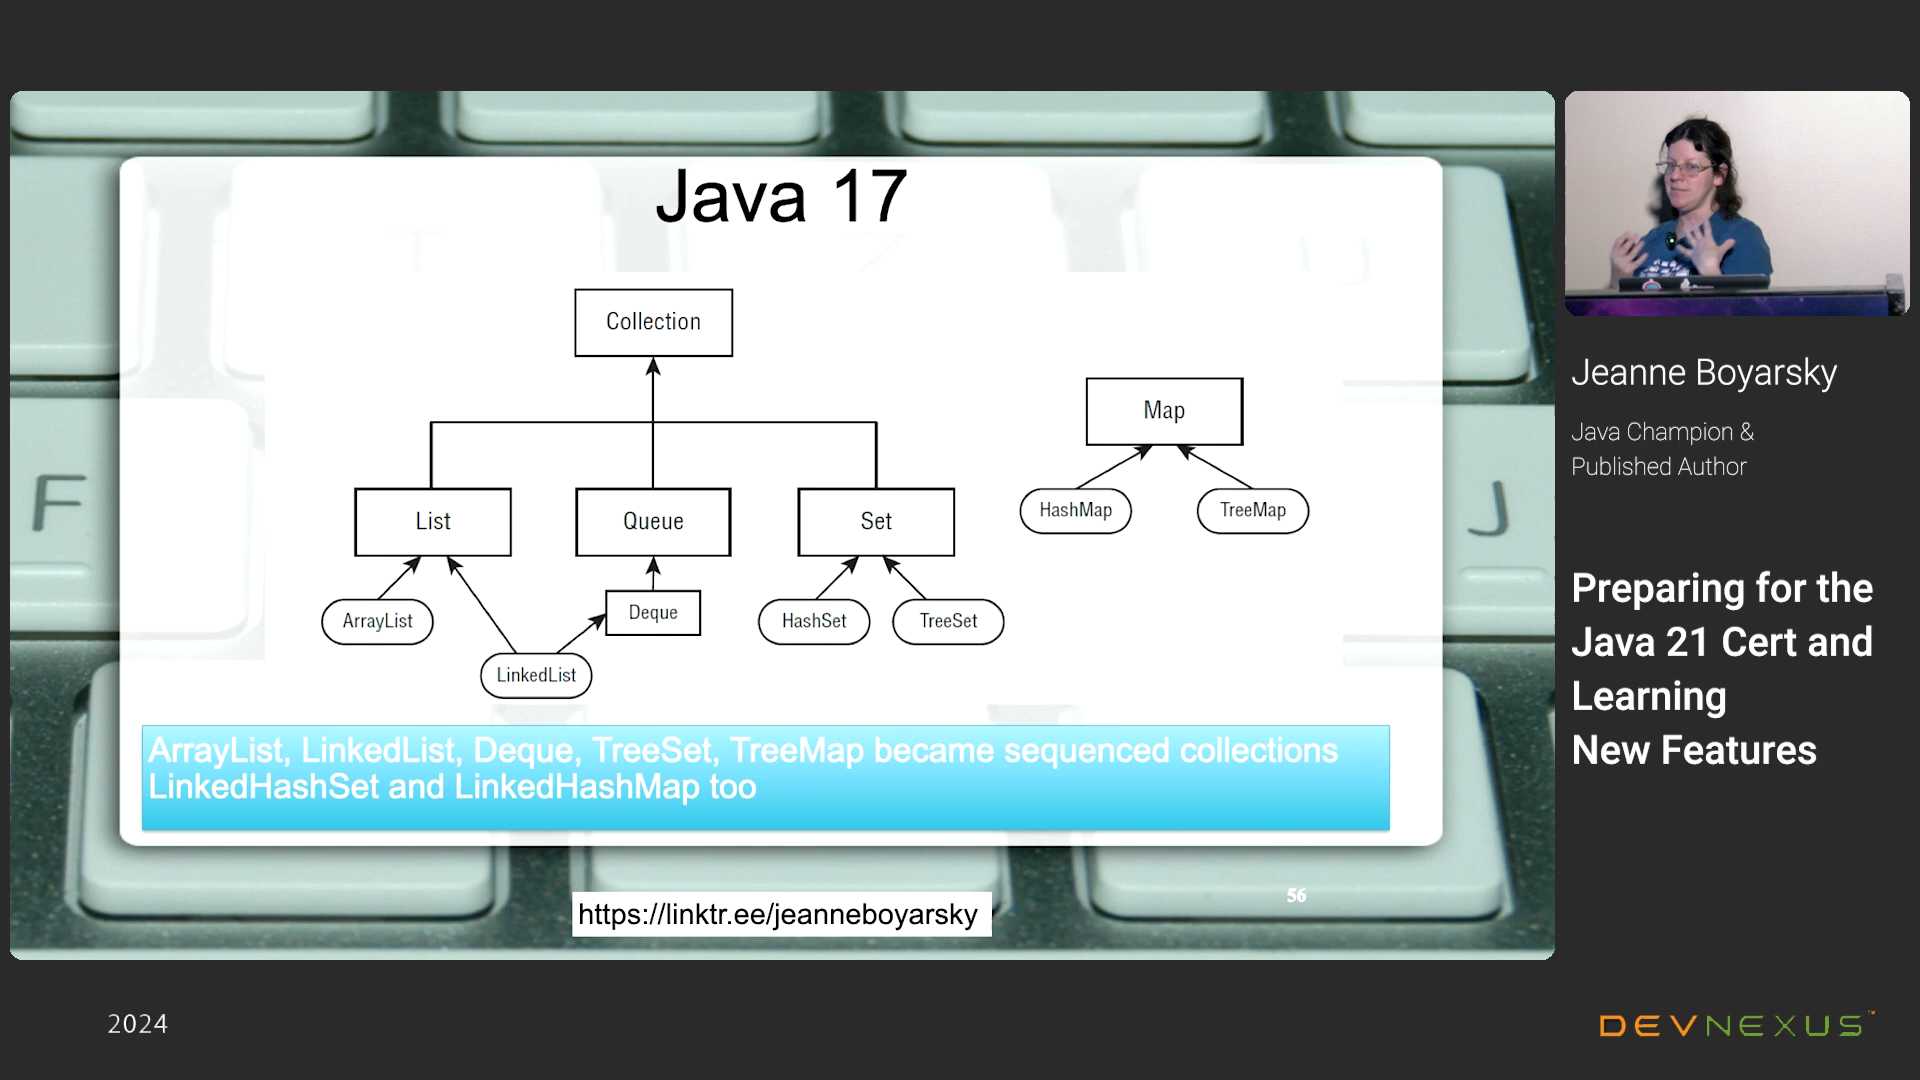 Java 17
Collection
Map
HashMap
TreeMap
List
Queue
Set
ArrayList
Deque
HashSet
TreeSet
LinkedList
ArrayList, LinkedList, Deque, TreeSet, TreeMap became sequenced collections
LinkedHashSet and LinkedHashMap too
F
J
U
56
https://linktr.ee/jeanneboyarsky
Jeanne Boyarsky
Java Champion &
Published Author
Preparing for the
Java 21 Cert and
Learning
New Features
2024
DEVNEXUS™